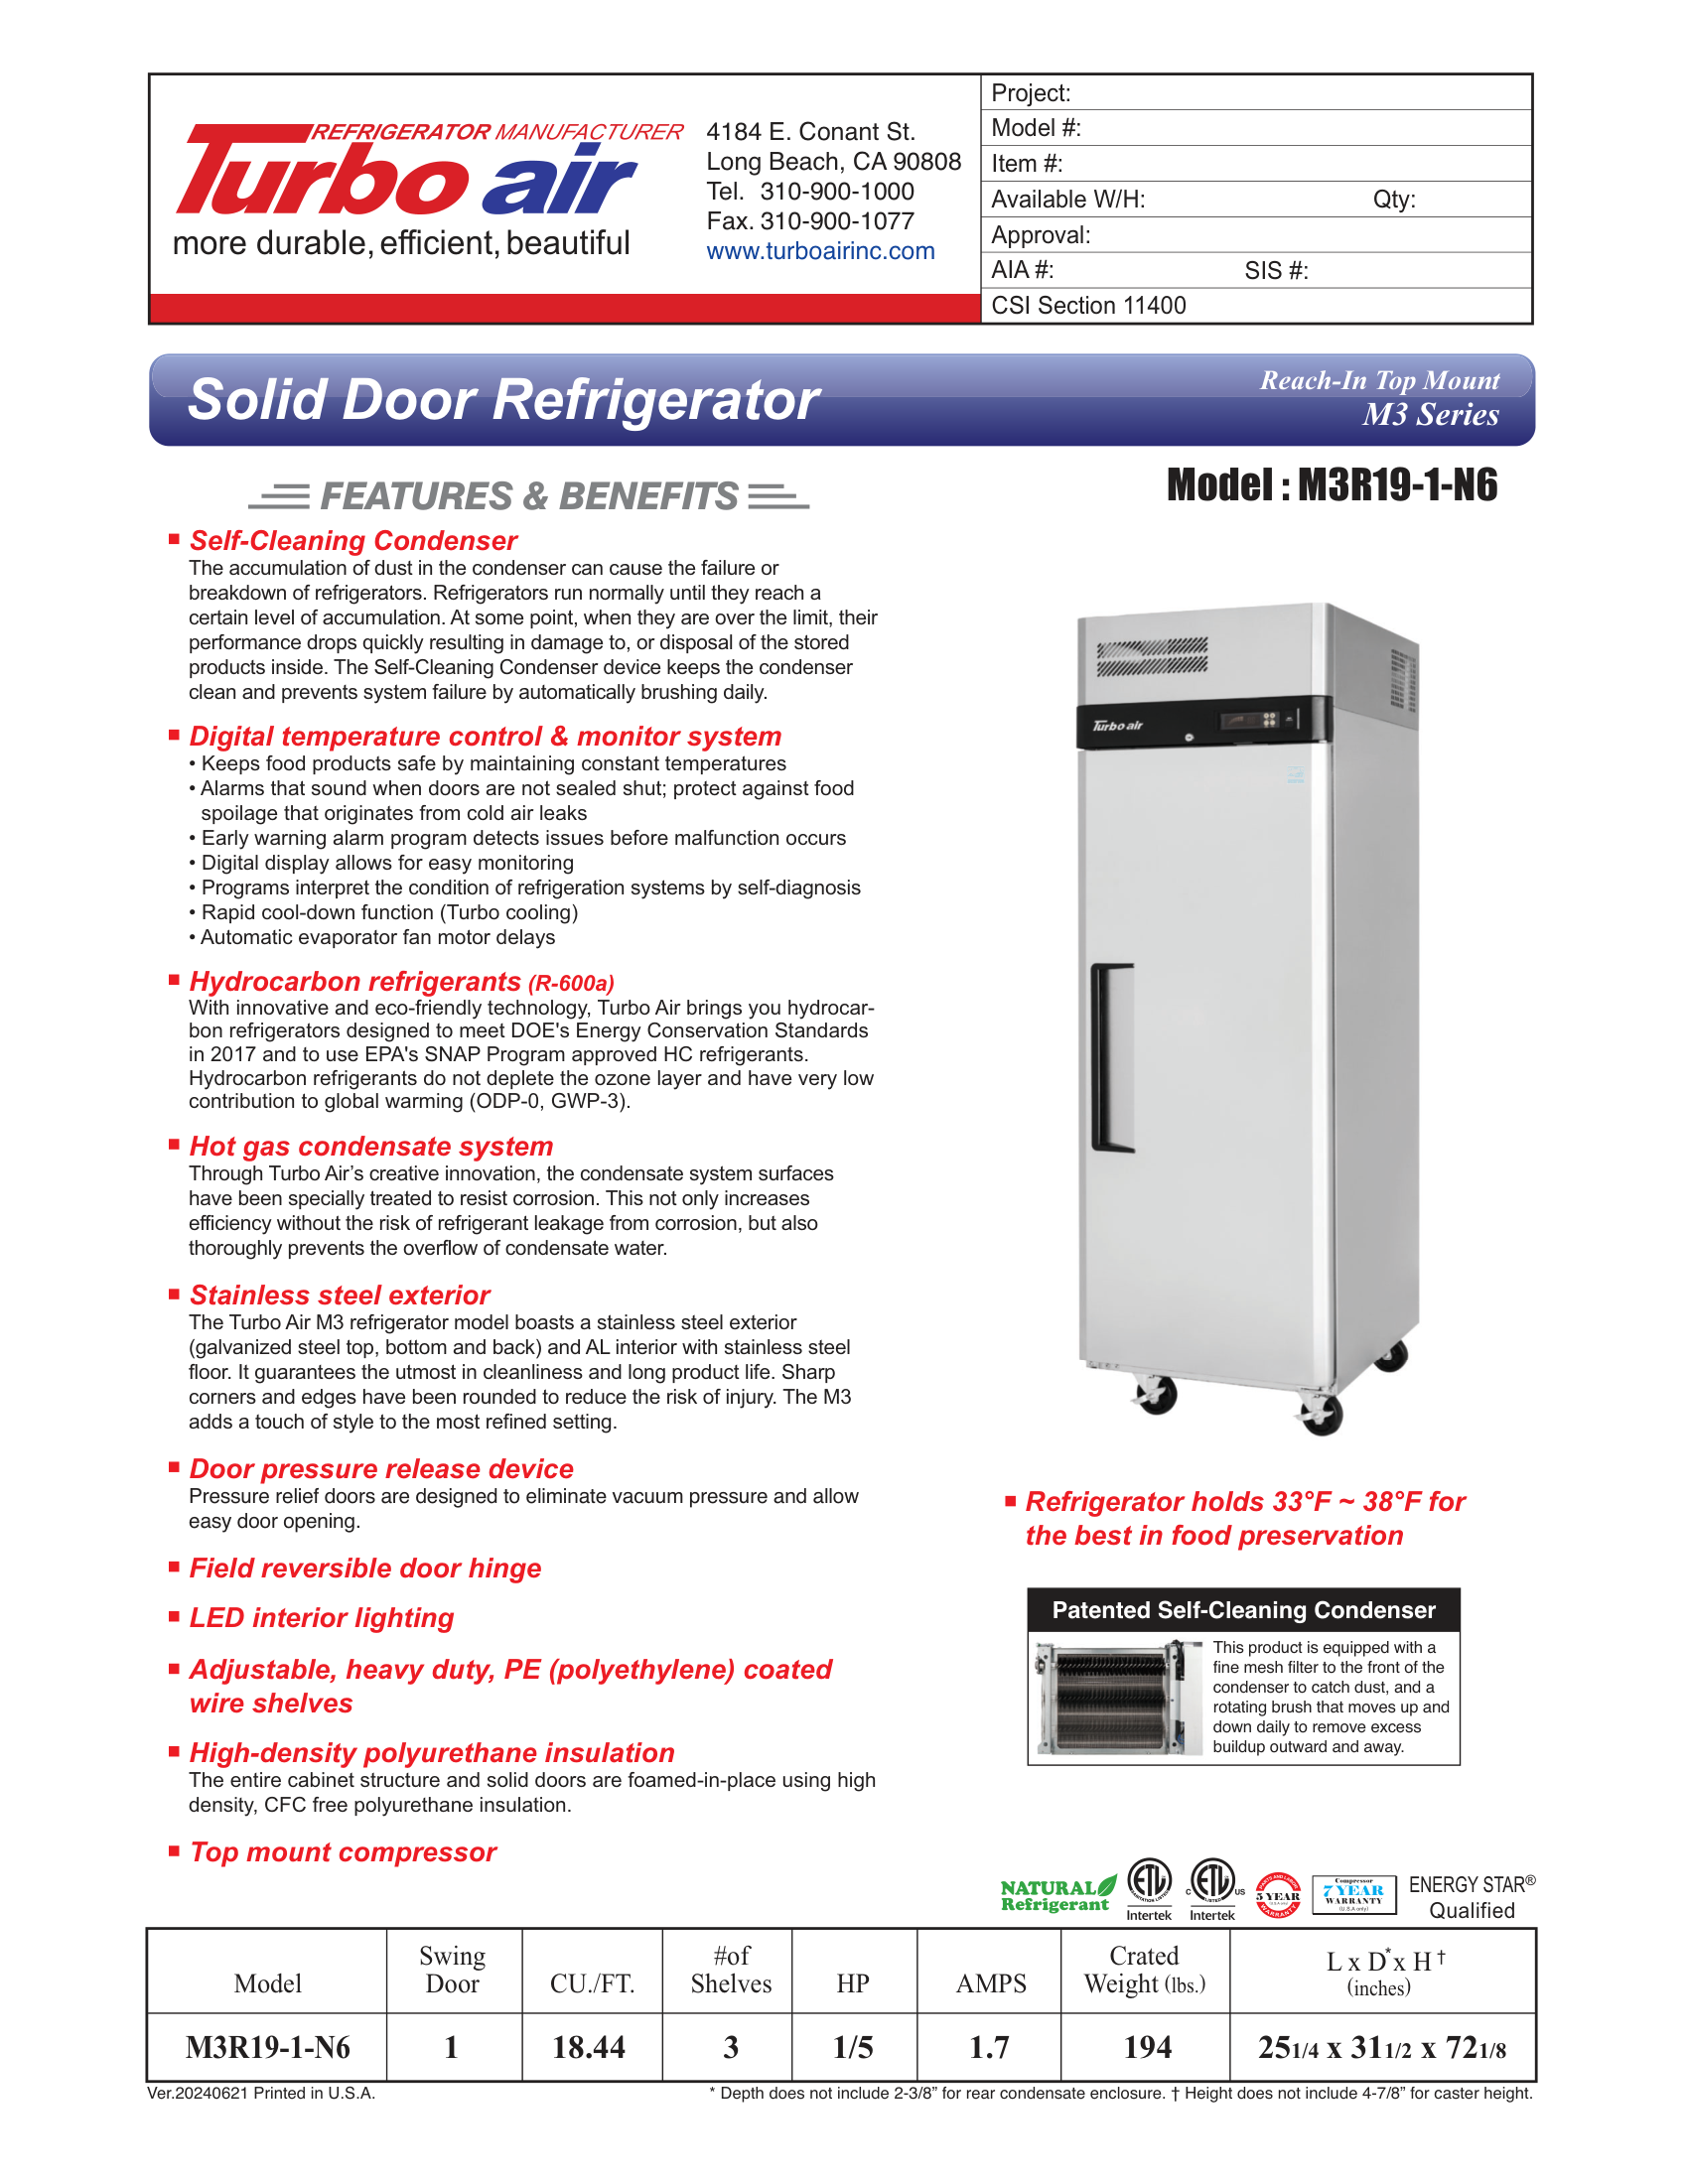 REFRIGERATOR MANUFACTURER
Turbo air
more durable, efficient, beautiful
4184 E. Conant St.
Long Beach, CA 90808
Tel. 310-900-1000
Fax. 310-900-1077
www.turboairinc.com
Project:
Model #:
Item #:
Available W/H: Qty:
Approval:
AIA #: SIS #:
CSI Section 11400
Solid Door Refrigerator
Reach-In Top Mount
M3 Series
FEATURES & BENEFITS
Model : M3R19-1-N6
Self-Cleaning Condenser
The accumulation of dust in the condenser can cause the failure or
breakdown of refrigerators. Refrigerators run normally until they reach a
certain level of accumulation. At some point, when they are over the limit, their
performance drops quickly resulting in damage to, or disposal of the stored
products inside. The Self-Cleaning Condenser device keeps the condenser
clean and prevents system failure by automatically brushing daily.
Digital temperature control & monitor system
• Keeps food products safe by maintaining constant temperatures
• Alarms that sound when doors are not sealed shut; protect against food
spoilage that originates from cold air leaks
• Early warning alarm program detects issues before malfunction occurs
• Digital display allows for easy monitoring
• Programs interpret the condition of refrigeration systems by self-diagnosis
• Rapid cool-down function (Turbo cooling)
• Automatic evaporator fan motor delays
Hydrocarbon refrigerants (R-600a)
With innovative and eco-friendly technology, Turbo Air brings you hydrocar-
bon refrigerators designed to meet DOE's Energy Conservation Standards
in 2017 and to use EPA's SNAP Program approved HC refrigerants.
Hydrocarbon refrigerants do not deplete the ozone layer and have very low
contribution to global warming (ODP-0, GWP-3).
Hot gas condensate system
Through Turbo Air’s creative innovation, the condensate system surfaces
have been specially treated to resist corrosion. This not only increases
efficiency without the risk of refrigerant leakage from corrosion, but also
thoroughly prevents the overflow of condensate water.
Stainless steel exterior
The Turbo Air M3 refrigerator model boasts a stainless steel exterior
(galvanized steel top, bottom and back) and AL interior with stainless steel
floor. It guarantees the utmost in cleanliness and long product life. Sharp
corners and edges have been rounded to reduce the risk of injury. The M3
adds a touch of style to the most refined setting.
Door pressure release device
Pressure relief doors are designed to eliminate vacuum pressure and allow
easy door opening.
Field reversible door hinge
LED interior lighting
Adjustable, heavy duty, PE (polyethylene) coated
wire shelves
High-density polyurethane insulation
The entire cabinet structure and solid doors are foamed-in-place using high
density, CFC free polyurethane insulation.
Top mount compressor
Turbo air
Refrigerator holds 33°F ~ 38°F for
the best in food preservation
Patented Self-Cleaning Condenser
This product is equipped with a
fine mesh filter to the front of the
condenser to catch dust, and a
rotating brush that moves up and
down daily to remove excess
buildup outward and away.
NATURAL
Refrigerant
ETL
SANITATION LISTED
Intertek
C ETL US
LISTED
Intertek
PARTS AND LABOR
5 YEAR
WARRANTY
Compressor
7 YEAR
WARRANTY
(U.S.A only)
ENERGY STAR®
Qualified
Model Swing Door CU./FT. #of Shelves HP AMPS Crated Weight (lbs.) L x D* x H † (inches)
M3R19-1-N6 1 18.44 3 1/5 1.7 194 25 1/4 x 31 1/2 x 72 1/8
Ver.20240621 Printed in U.S.A.
* Depth does not include 2-3/8” for rear condensate enclosure. † Height does not include 4-7/8” for caster height.